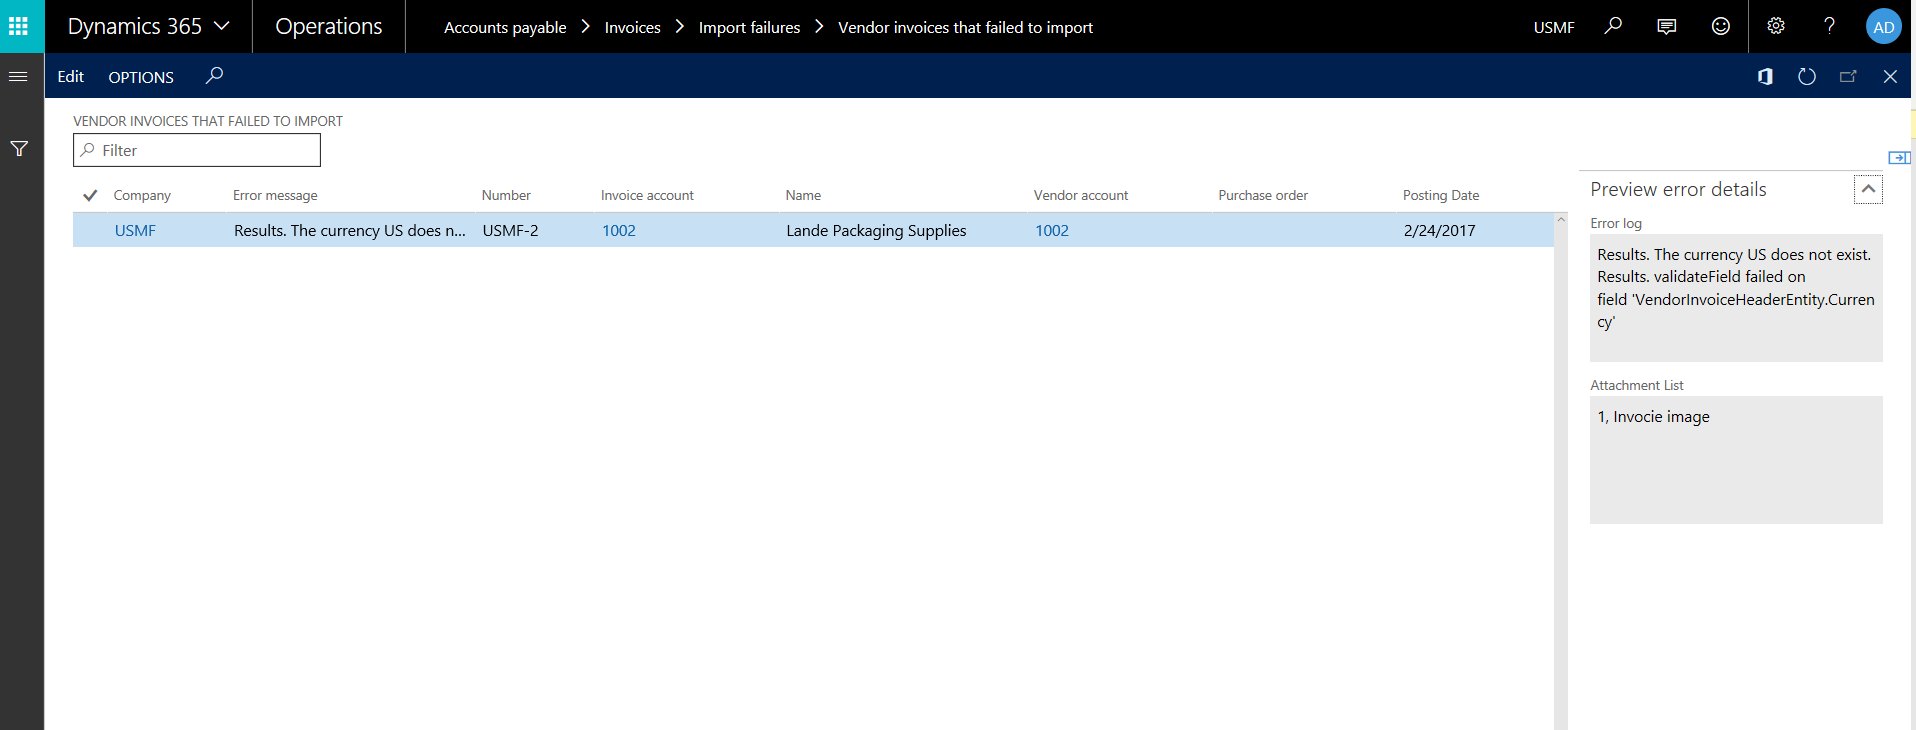 Dynamics 365 Operations Accounts payable > Invoices > Import failures > Vendor invoices that failed to import USMF ? AD
Edit OPTIONS
VENDOR INVOICES THAT FAILED TO IMPORT
Filter
Company Error message Number Invoice account Name Vendor account Purchase order Posting Date
USMF Results. The currency US does n... USMF-2 1002 Lande Packaging Supplies 1002 2/24/2017
Preview error details
Error log
Results. The currency US does not exist.
Results. validateField failed on
field 'VendorInvoiceHeaderEntity.Curren
cy'
Attachment List
1, Invocie image